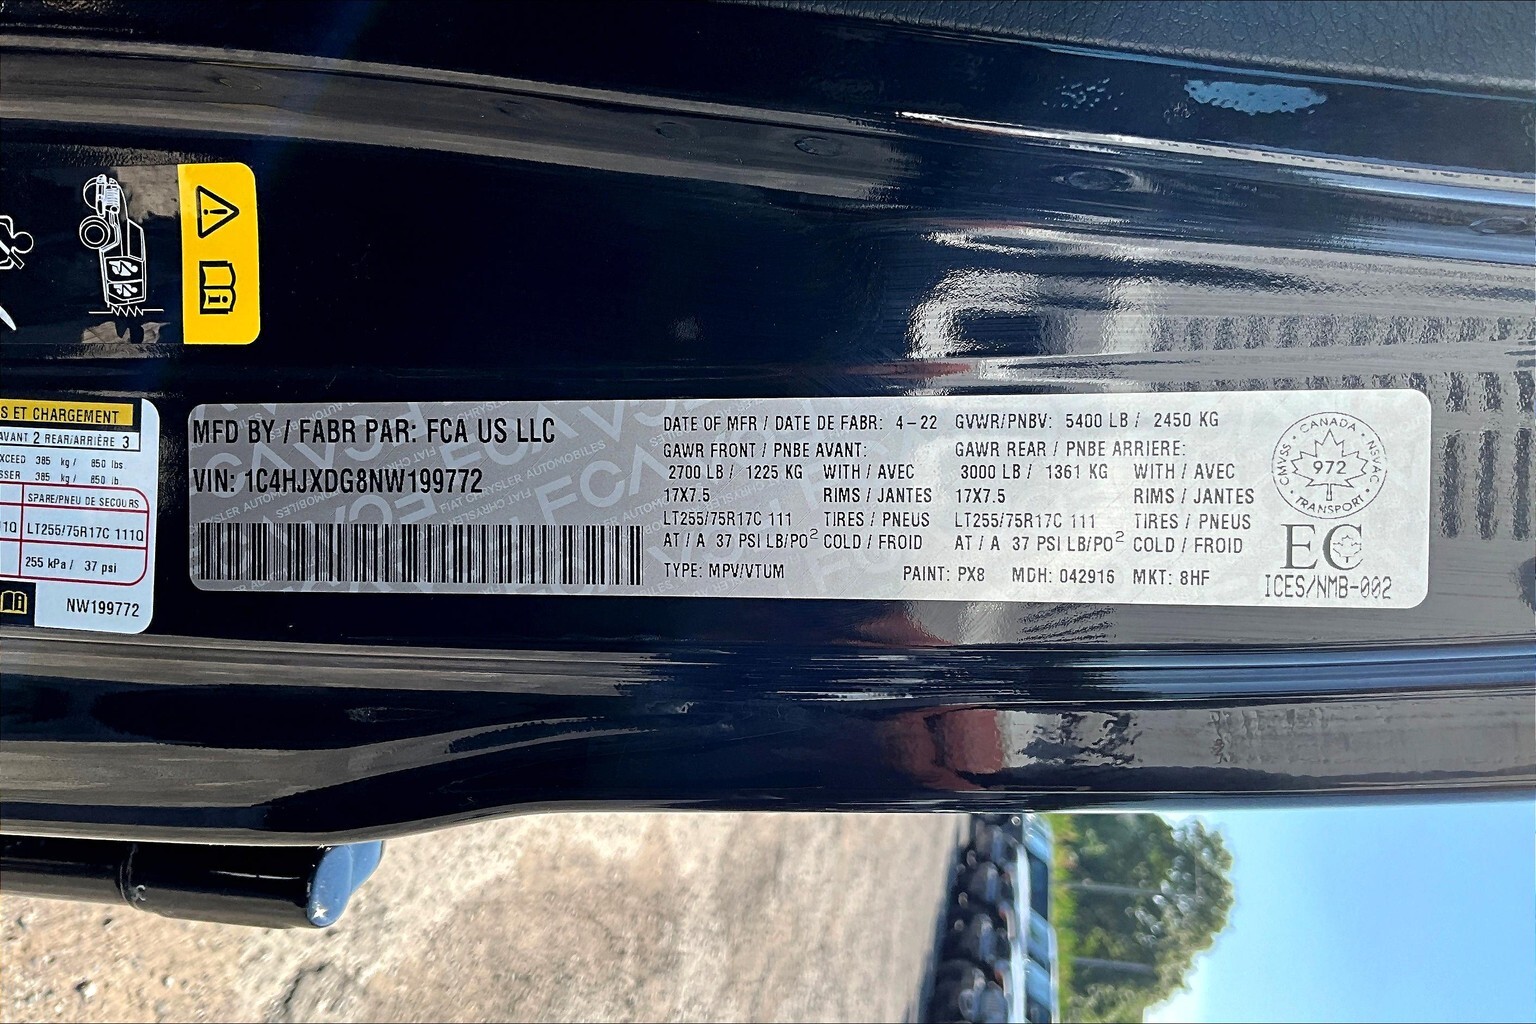 S ET CHARGEMENT
AVANT 2 REAR/ARRIÈRE 3
XCEED 385 kg / 850 lbs.
SSER 385 kg / 850 lb.
SPARE/PNEU DE SECOURS
11Q LT255/75R17C 111Q
255 kPa / 37 psi
NW199772
MFD BY / FABR PAR: FCA US LLC
VIN: 1C4HJXDG8NW199772
DATE OF MFR / DATE DE FABR: 4-22 GVWR/PNBV: 5400 LB / 2450 KG
GAWR FRONT / PNBE AVANT: GAWR REAR / PNBE ARRIERE:
2700 LB / 1225 KG WITH / AVEC 3000 LB / 1361 KG WITH / AVEC
17X7.5 RIMS / JANTES 17X7.5 RIMS / JANTES
LT255/75R17C 111 TIRES / PNEUS LT255/75R17C 111 TIRES / PNEUS
AT / A 37 PSI LB/PO² COLD / FROID AT / A 37 PSI LB/PO² COLD / FROID
TYPE: MPV/VTUM PAINT: PX8 MDH: 042916 MKT: 8HF
CMVSS • CANADA • NSVAC • TRANSPORT •
972
EC
ICES/NMB-002